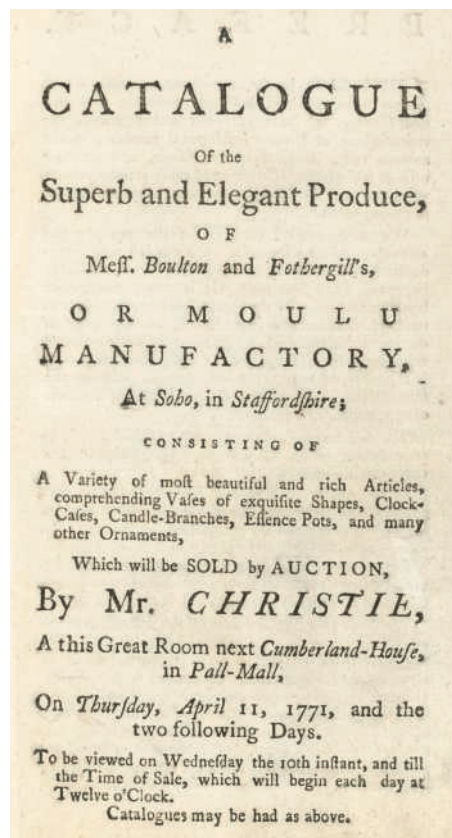 A
CATALOGUE
Of the
Superb and Elegant Produce,
OF
Meſſ. Boulton and Fothergill's,
OR MOULU
MANUFACTORY,
At Soho, in Staffordſhire;
CONSISTING OF
A Variety of moſt beautiful and rich Articles,
comprehending Vaſes of exquiſite Shapes, Clock-
Caſes, Candle-Branches, Eſſence Pots, and many
other Ornaments,
Which will be SOLD by AUCTION,
By Mr. CHRISTIE,
A this Great Room next Cumberland-Houſe,
in Pall-Mall,
On Thurſday, April 11, 1771, and the
two following Days.
To be viewed on Wedneſday the 10th inſtant, and till
the Time of Sale, which will begin each day at
Twelve o'Clock.
Catalogues may be had as above.